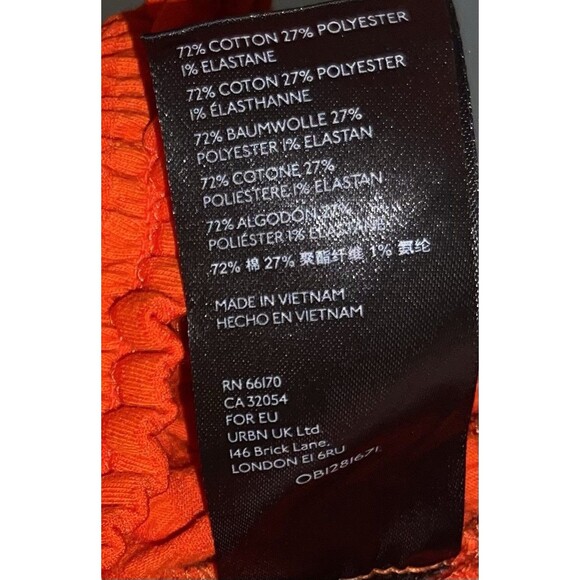 72% COTTON 27% POLYESTER
1% ELASTANE
72% COTON 27% POLYESTER
1% ÉLASTHANNE
72% BAUMWOLLE 27%
POLYESTER 1% ELASTAN
72% COTONE 27%
POLIESTERE 1% ELASTAN
72% ALGODÓN 27%
POLIÉSTER 1% ELASTAN
72% 棉 27% 聚酯纤维 1% 氨纶
MADE IN VIETNAM
HECHO EN VIETNAM
RN 66170
CA 32054
FOR EU
URBN UK Ltd.
146 Brick Lane,
LONDON E1 6RU
OB1281671